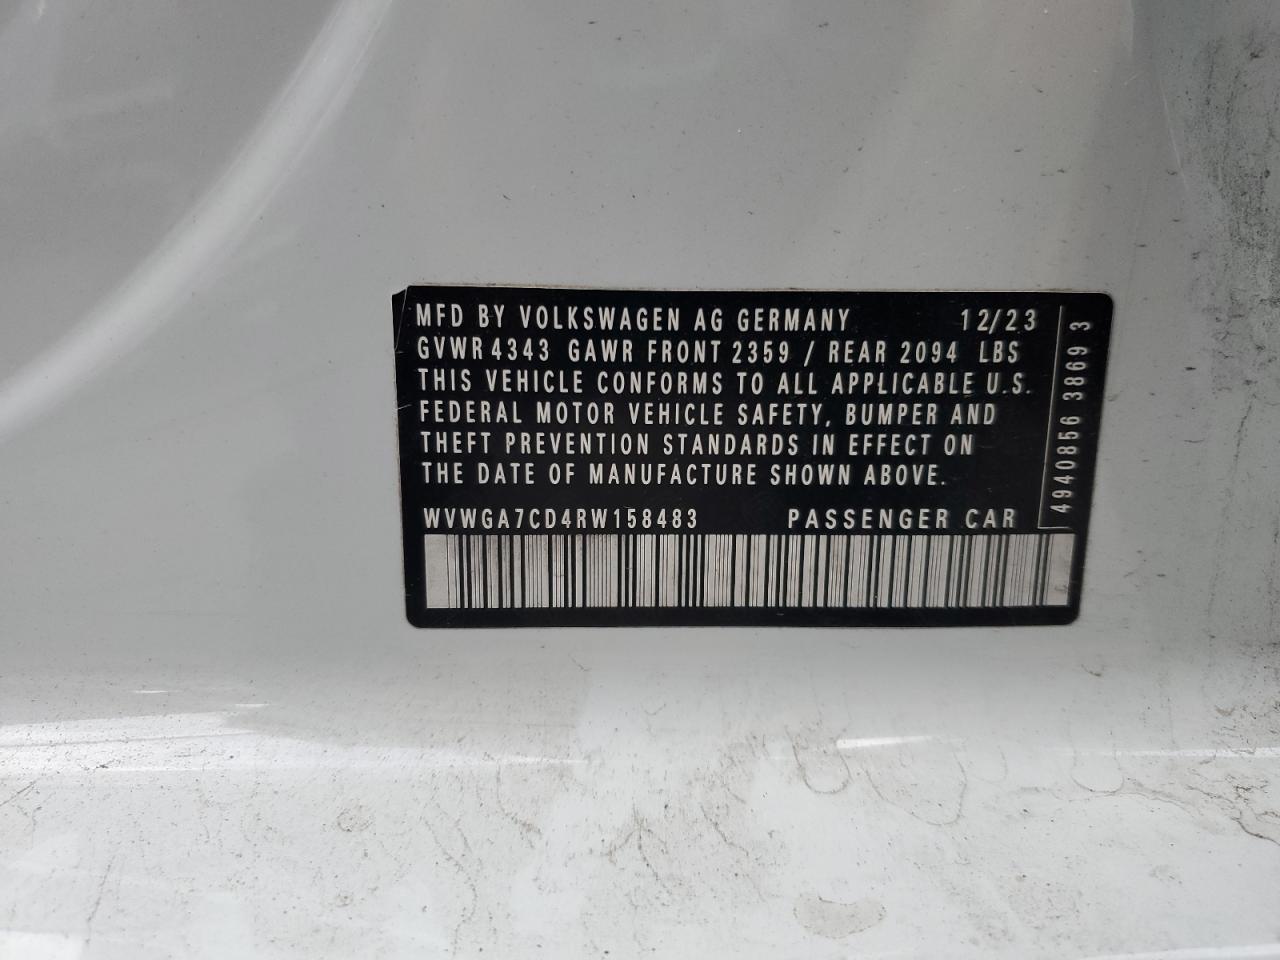 MFD BY VOLKSWAGEN AG GERMANY 12/23
GVWR 4343 GAWR FRONT 2359 / REAR 2094 LBS
THIS VEHICLE CONFORMS TO ALL APPLICABLE U.S.
FEDERAL MOTOR VEHICLE SAFETY, BUMPER AND
THEFT PREVENTION STANDARDS IN EFFECT ON
THE DATE OF MANUFACTURE SHOWN ABOVE.
WVWGA7CD4RW158483 PASSENGER CAR
4940856 3869 3